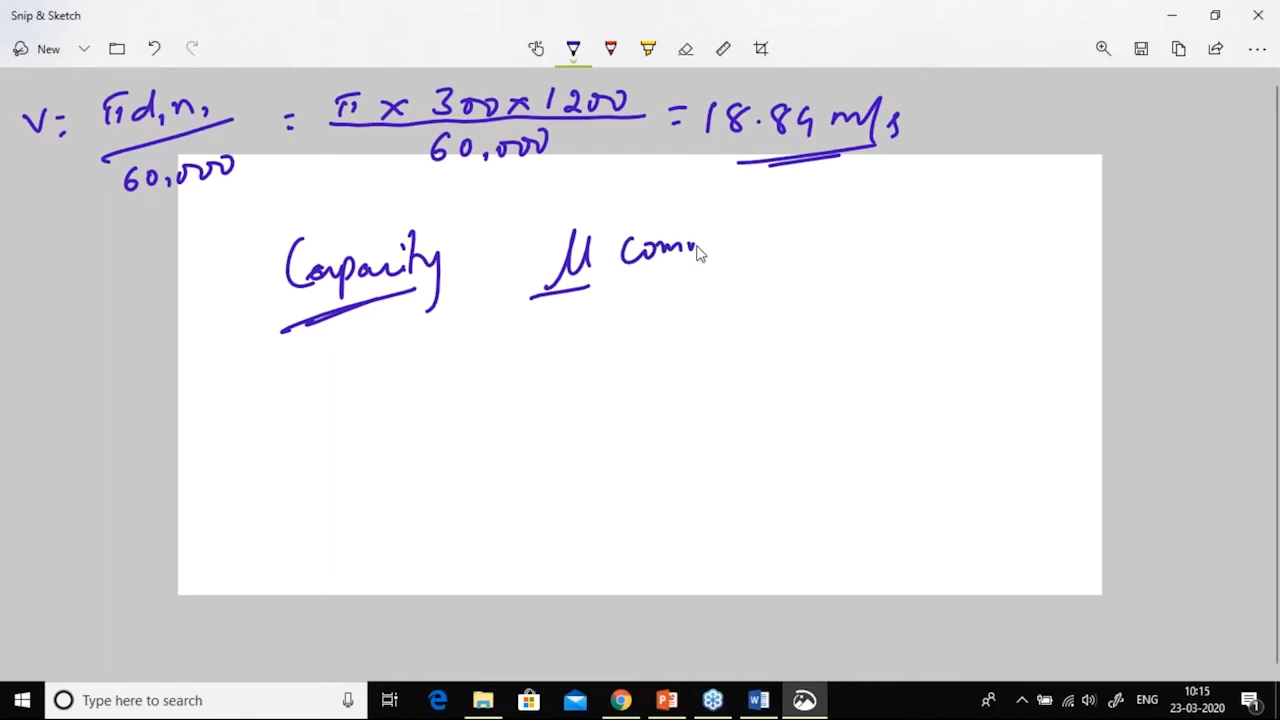 Snip & Sketch
New
V = πd₁n₁ / 60,000 = π × 300 × 1200 / 60,000 = 18.84 m/s
Capacity μ com
Type here to search
ENG
10:15
23-03-2020